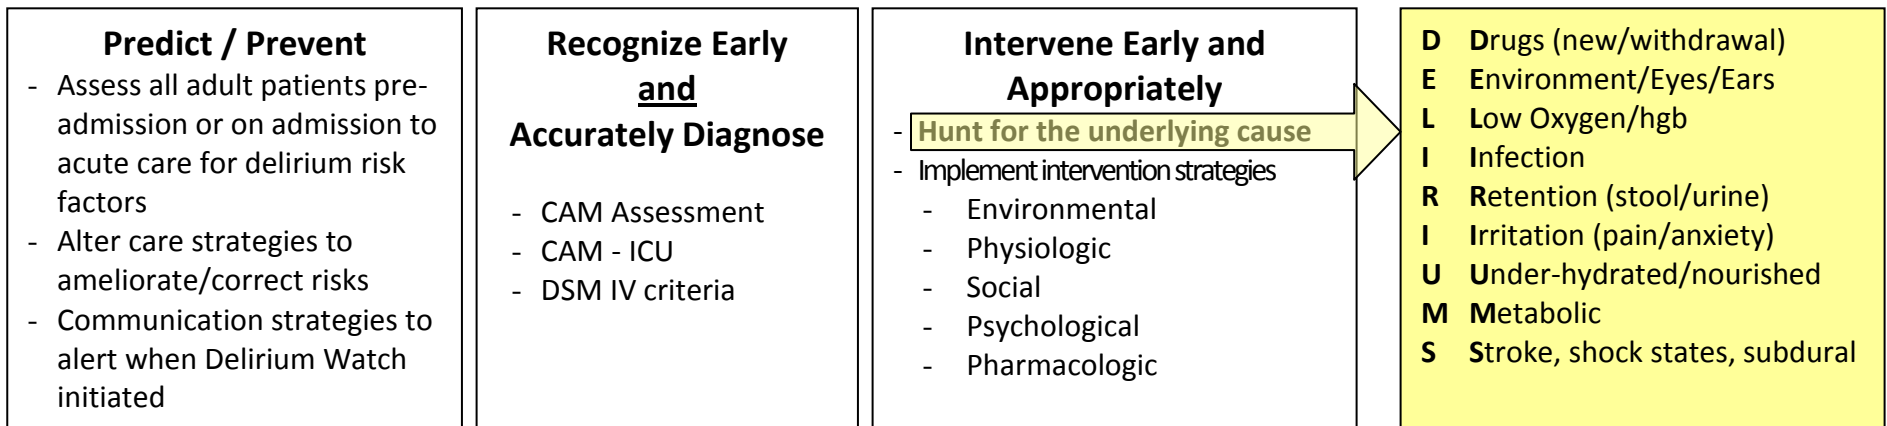 Predict / Prevent
- Assess all adult patients pre-
admission or on admission to
acute care for delirium risk
factors
- Alter care strategies to
ameliorate/correct risks
- Communication strategies to
alert when Delirium Watch
initiated
Recognize Early
and
Accurately Diagnose
- CAM Assessment
- CAM - ICU
- DSM IV criteria
Intervene Early and
Appropriately
- Hunt for the underlying cause
- Implement intervention strategies
- Environmental
- Physiologic
- Social
- Psychological
- Pharmacologic
D Drugs (new/withdrawal)
E Environment/Eyes/Ears
L Low Oxygen/hgb
I Infection
R Retention (stool/urine)
I Irritation (pain/anxiety)
U Under-hydrated/nourished
M Metabolic
S Stroke, shock states, subdural